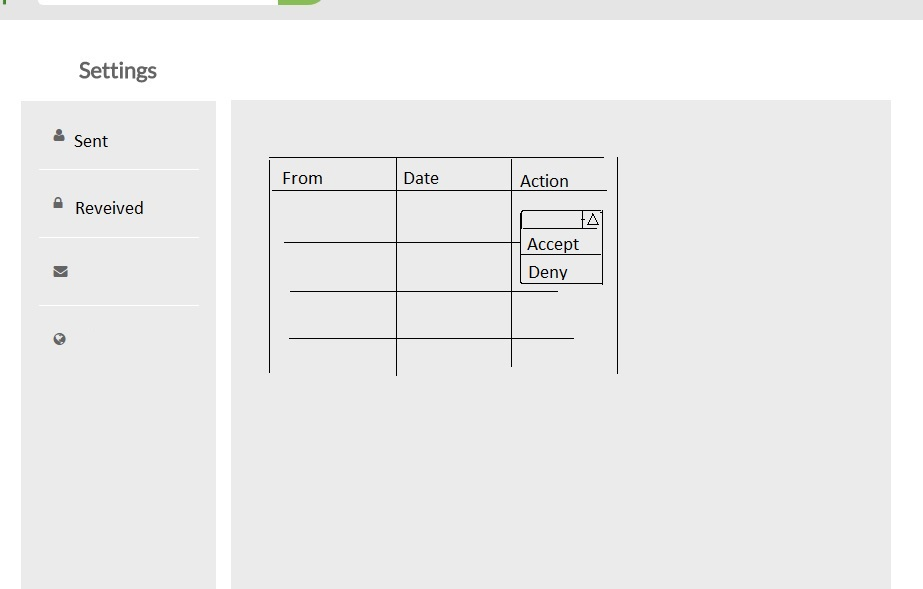 Settings
Sent
Reveived
From Date Action
Accept
Deny